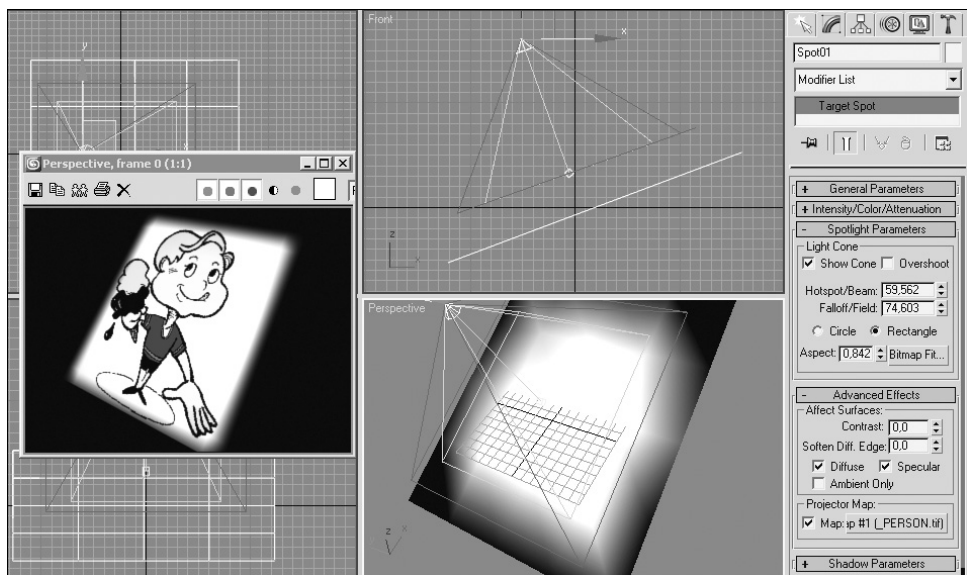 Front
x
Spot01
y
Modifier List
Target Spot
Perspective, frame 0 (1:1)
+ General Parameters
+ Intensity/Color/Attenuation
- Spotlight Parameters
Light Cone
Show Cone Overshoot
z
Hotspot/Beam: 59,562
Falloff/Field: 74,603
Perspective
Circle Rectangle
Aspect: 0,842 Bitmap Fit...
- Advanced Effects
Affect Surfaces:
Contrast: 0,0
Soften Diff. Edge: 0,0
Diffuse Specular
Ambient Only
Projector Map:
z x
Map: ap #1 (_PERSON.tif)
+ Shadow Parameters